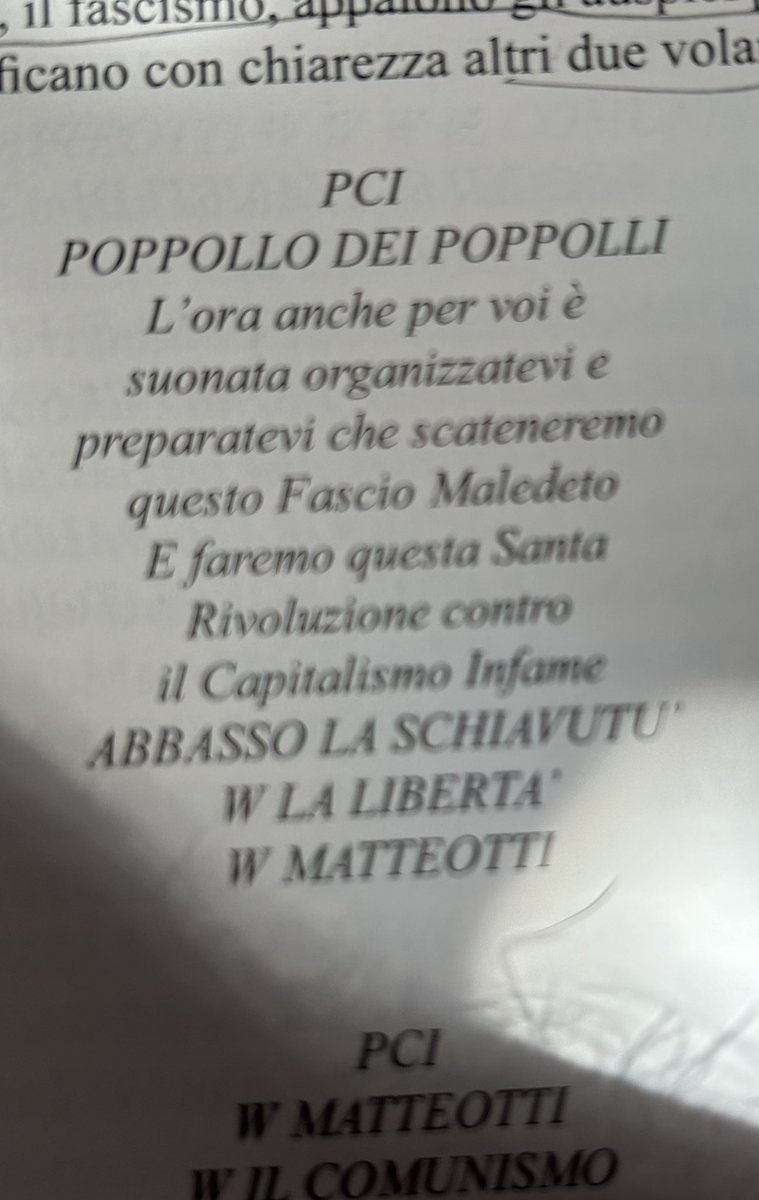 , il fascismo, appaiono gli auspici
ficano con chiarezza altri due vola
PCI
POPPOLLO DEI POPPOLLI
L'ora anche per voi è
suonata organizzatevi e
preparatevi che scateneremo
questo Fascio Maledeto
E faremo questa Santa
Rivoluzione contro
il Capitalismo Infame
ABBASSO LA SCHIAVUTU'
W LA LIBERTA'
W MATTEOTTI
PCI
W MATTEOTTI
W IL COMUNISMO